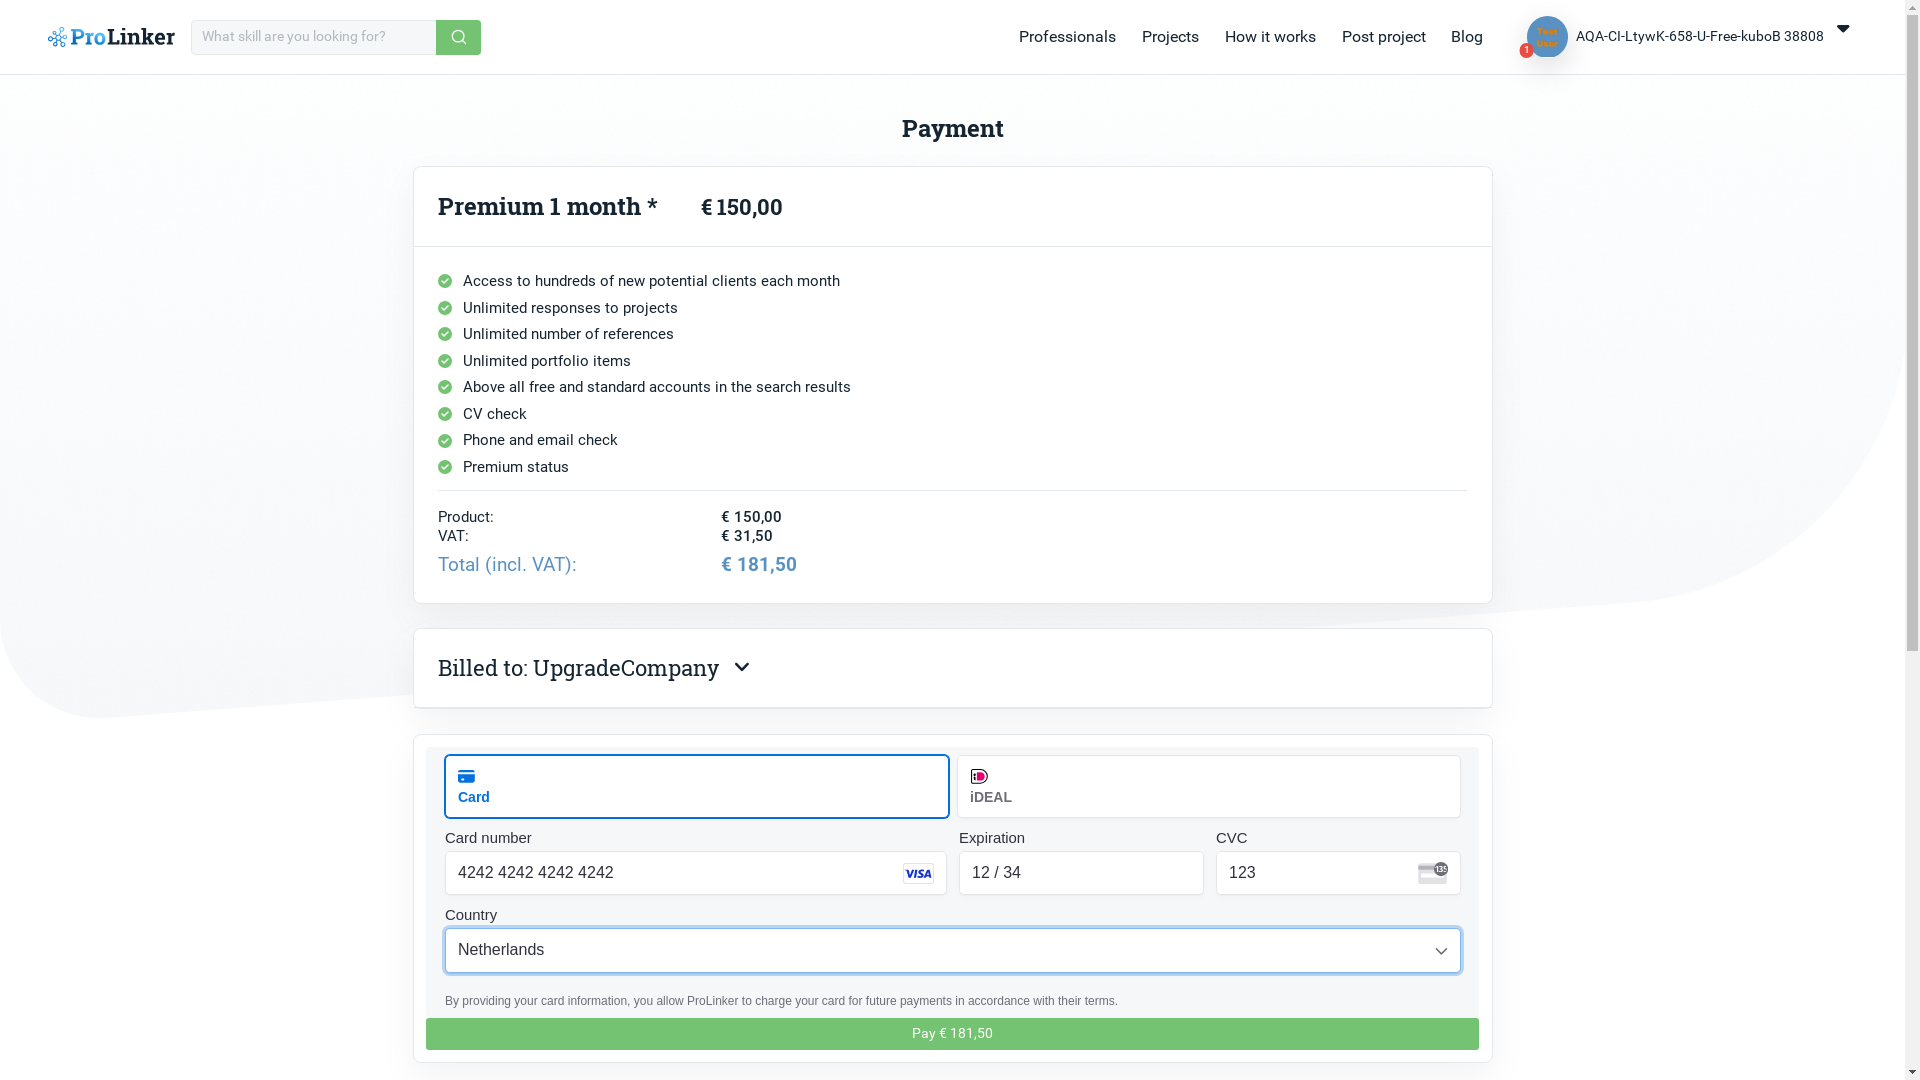 ProLinker
What skill are you looking for?
Professionals
Projects
How it works
Post project
Blog
1
Test
User
AQA-CI-LtywK-658-U-Free-kuboB 38808
Payment
Premium 1 month * € 150,00
Access to hundreds of new potential clients each month
Unlimited responses to projects
Unlimited number of references
Unlimited portfolio items
Above all free and standard accounts in the search results
CV check
Phone and email check
Premium status
Product: € 150,00
VAT: € 31,50
Total (incl. VAT): € 181,50
Billed to: UpgradeCompany
Card
iDEAL
Card number
4242 4242 4242 4242
VISA
Expiration
12 / 34
CVC
123
135
Country
Netherlands
By providing your card information, you allow ProLinker to charge your card for future payments in accordance with their terms.
Pay € 181,50